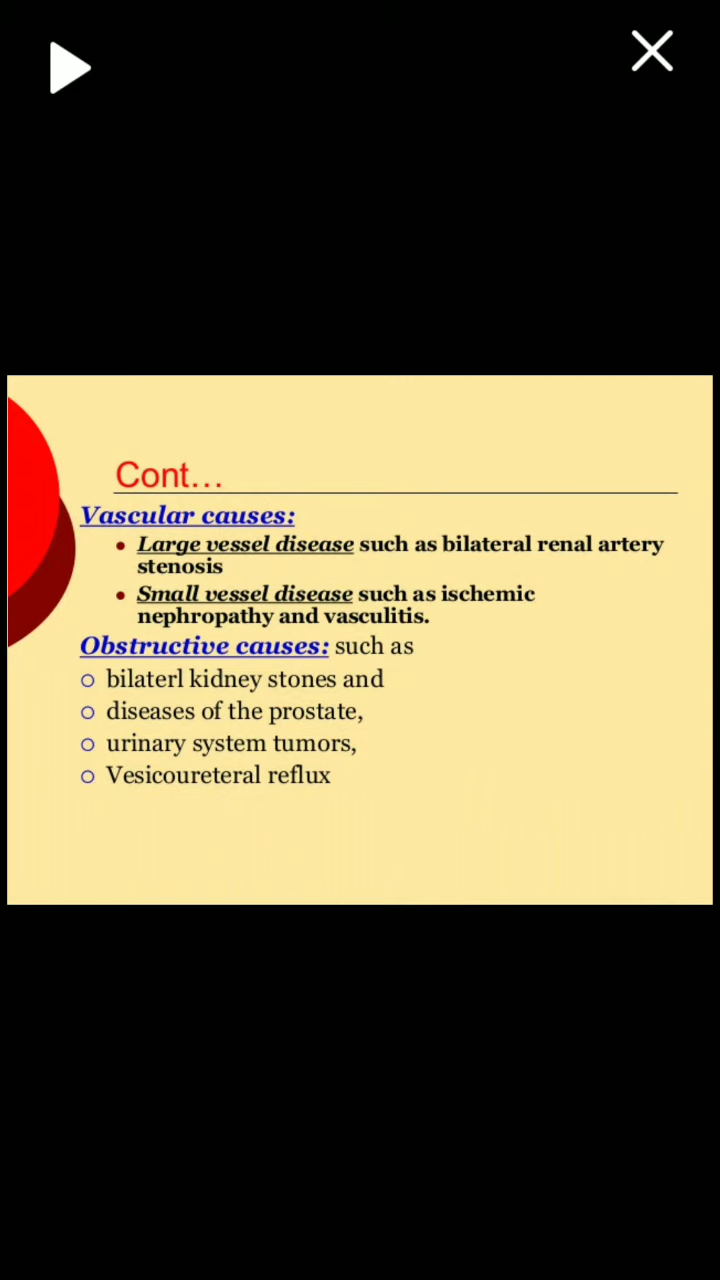 Cont...
Vascular causes:
• Large vessel disease such as bilateral renal artery
stenosis
• Small vessel disease such as ischemic
nephropathy and vasculitis.
Obstructive causes: such as
○ bilaterl kidney stones and
○ diseases of the prostate,
○ urinary system tumors,
○ Vesicoureteral reflux